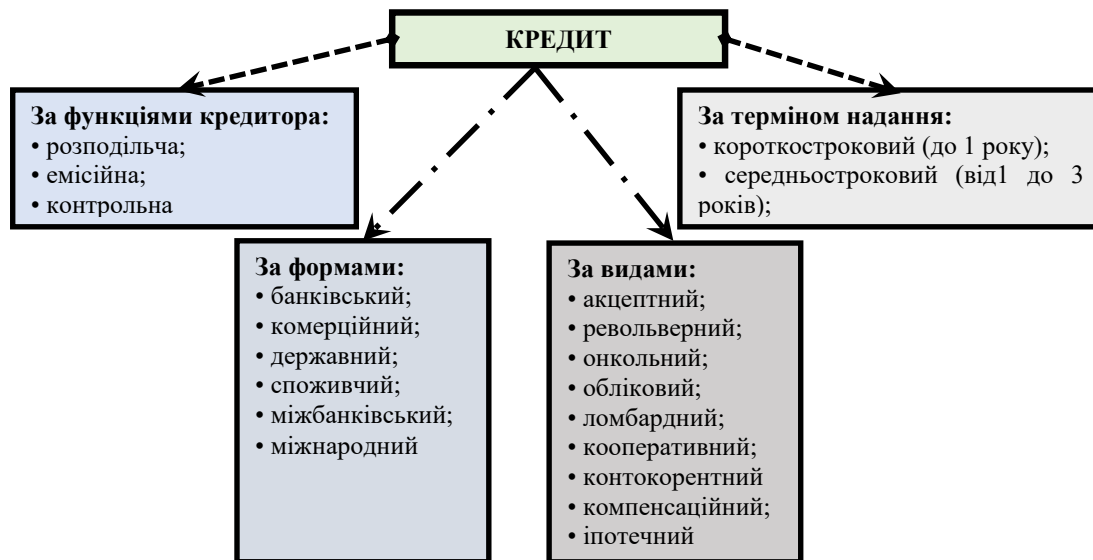 КРЕДИТ
За функціями кредитора:
• розподільча;
• емісійна;
• контрольна
За терміном надання:
• короткостроковий (до 1 року);
• середньостроковий (від1 до 3
років);
За формами:
• банківський;
• комерційний;
• державний;
• споживчий;
• міжбанківський;
• міжнародний
За видами:
• акцептний;
• револьверний;
• онкольний;
• обліковий;
• ломбардний;
• кооперативний;
• контокорентний
• компенсаційний;
• іпотечний